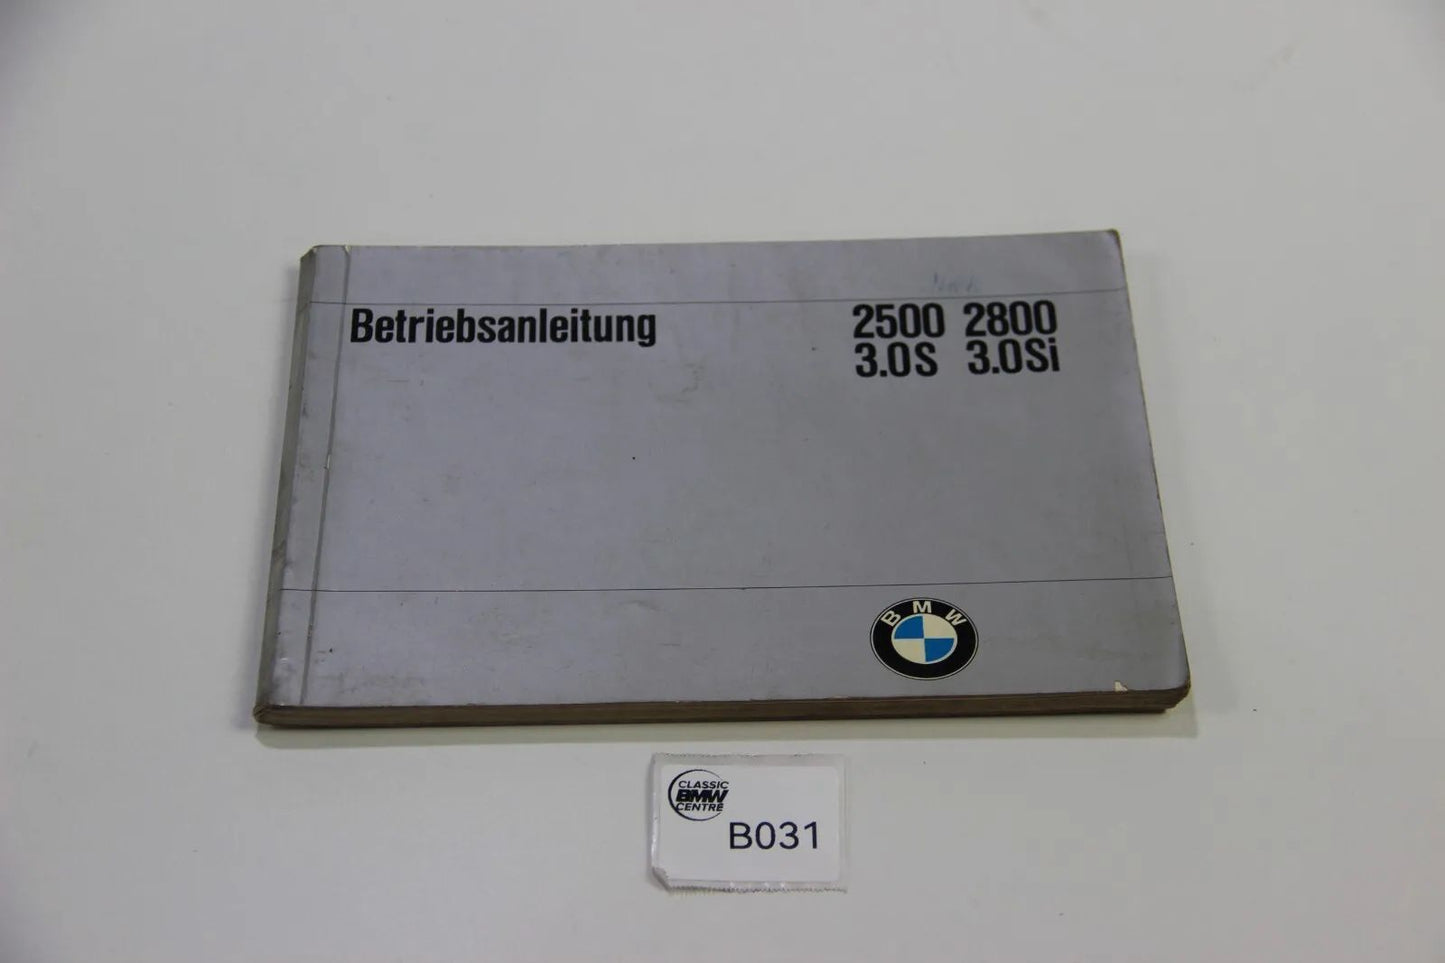 Betriebsanleitung
2500 2800
3.0S 3.0Si
BMW
CLASSIC
BMW
CENTRE
B031